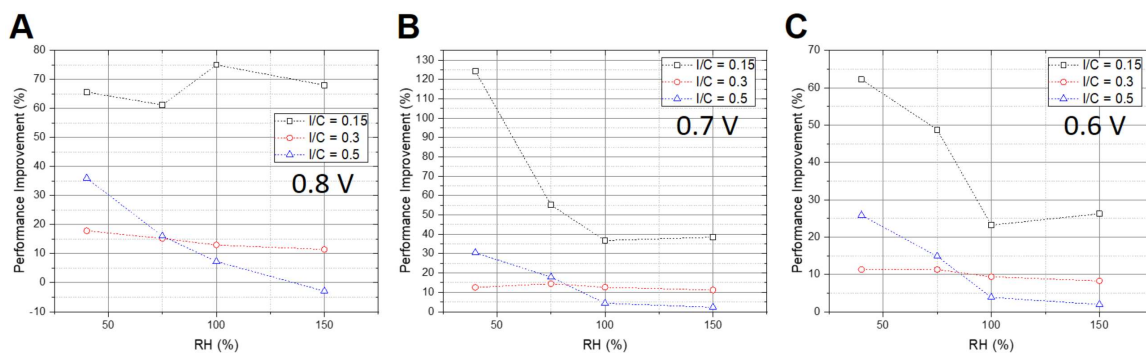 A
Performance Improvement (%)
80
70
60
50
40
30
20
10
0
-10
I/C = 0.15
I/C = 0.3
I/C = 0.5
0.8 V
50
100
150
RH (%)
B
Performance Improvement (%)
130
120
110
100
90
80
70
60
50
40
30
20
10
0
I/C = 0.15
I/C = 0.3
I/C = 0.5
0.7 V
50
100
150
RH (%)
C
Performance Improvement (%)
70
60
50
40
30
20
10
0
I/C = 0.15
I/C = 0.3
I/C = 0.5
0.6 V
50
100
150
RH (%)